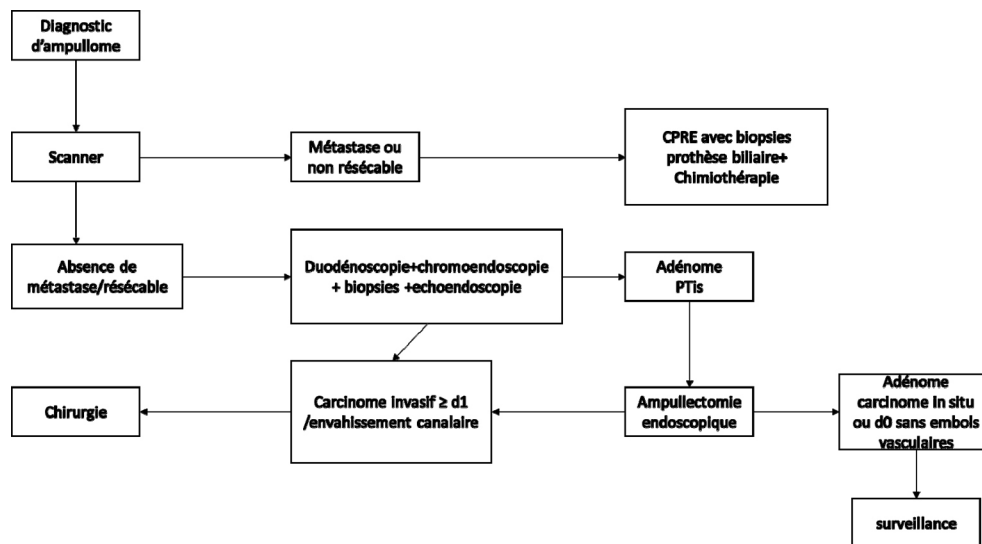 Diagnostic
d'ampullome
Scanner
Métastase ou
non résécable
CPRE avec biopsies
prothèse biliaire+
Chimiothérapie
Absence de
métastase/résécable
Duodénoscopie+chromoendoscopie
+ biopsies +echoendoscopie
Adénome
PTis
Chirurgie
Carcinome invasif ≥ d1
/envahissement canalaire
Ampullectomie
endoscopique
Adénome
carcinome in situ
ou d0 sans embols
vasculaires
surveillance